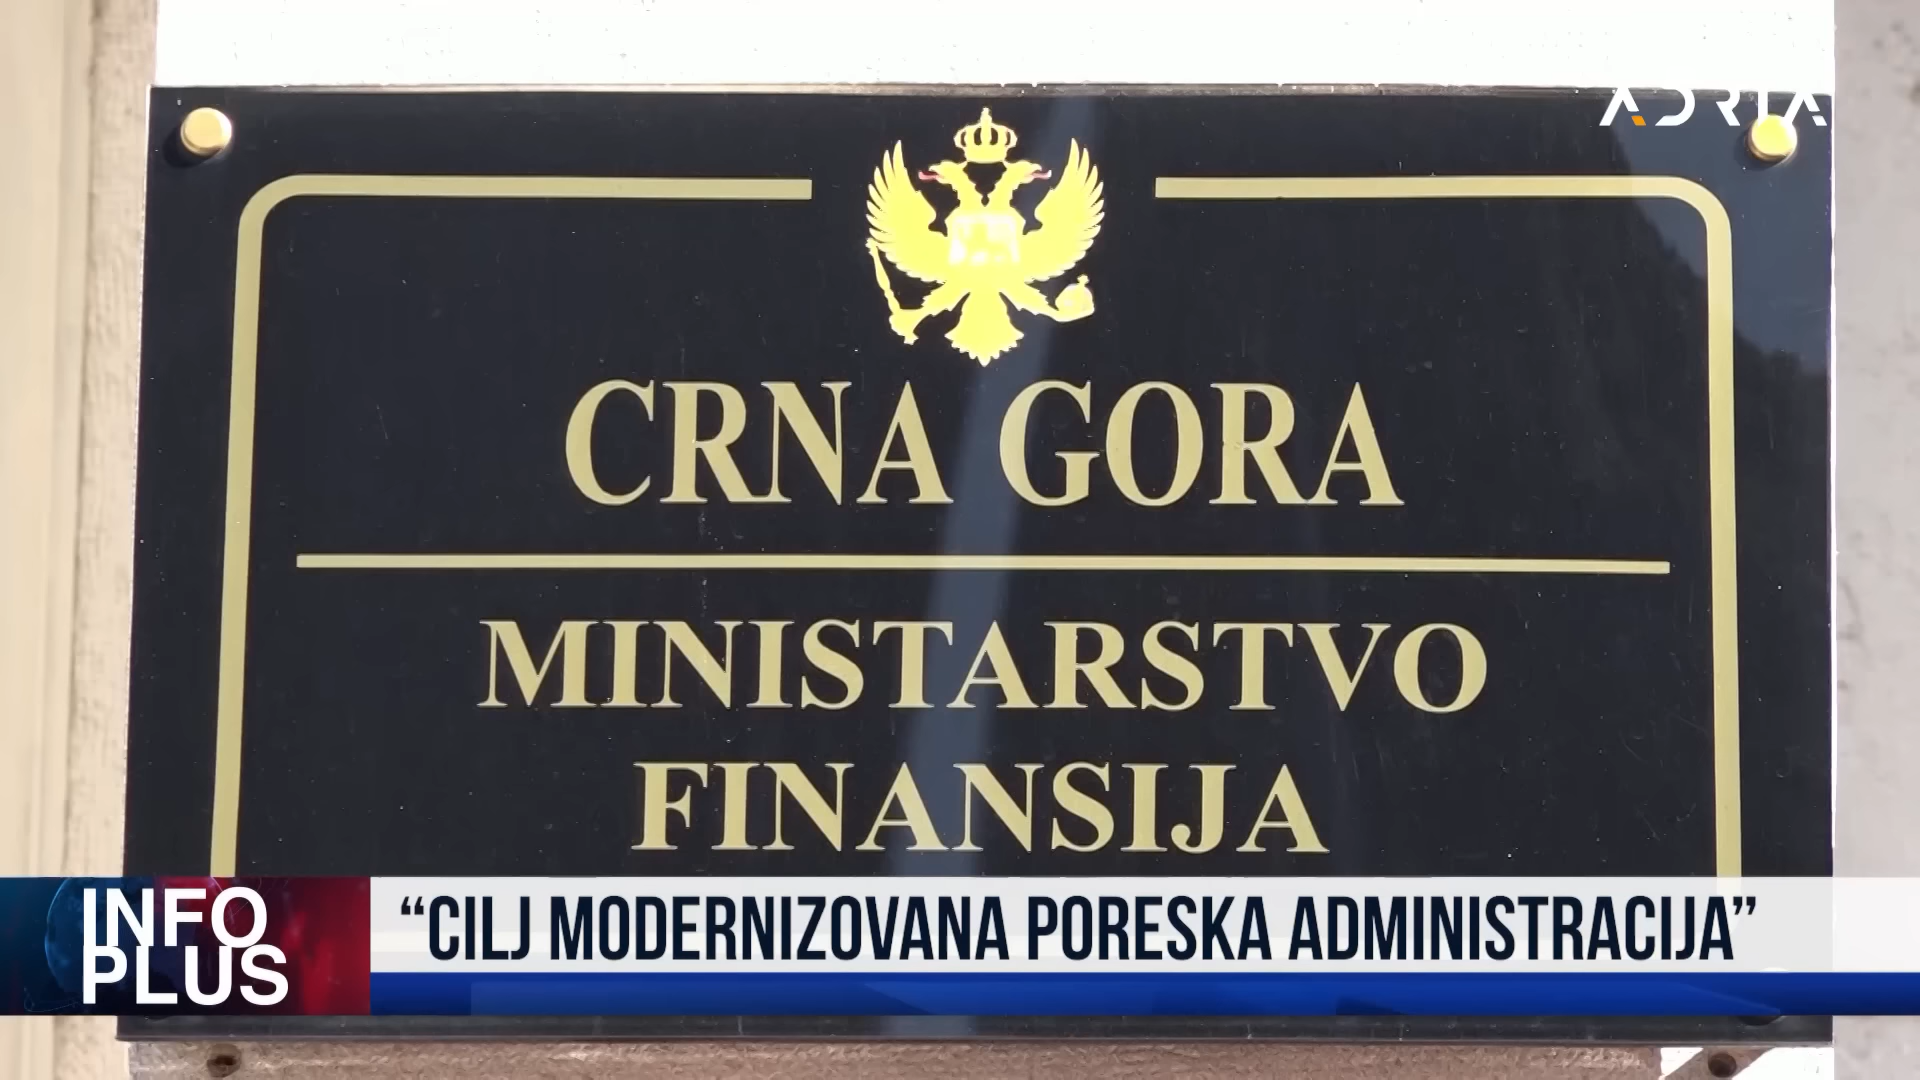 ADRIA
CRNA GORA
MINISTARSTVO
FINANSIJA
INFO
PLUS
“CILJ MODERNIZOVANA PORESKA ADMINISTRACIJA”